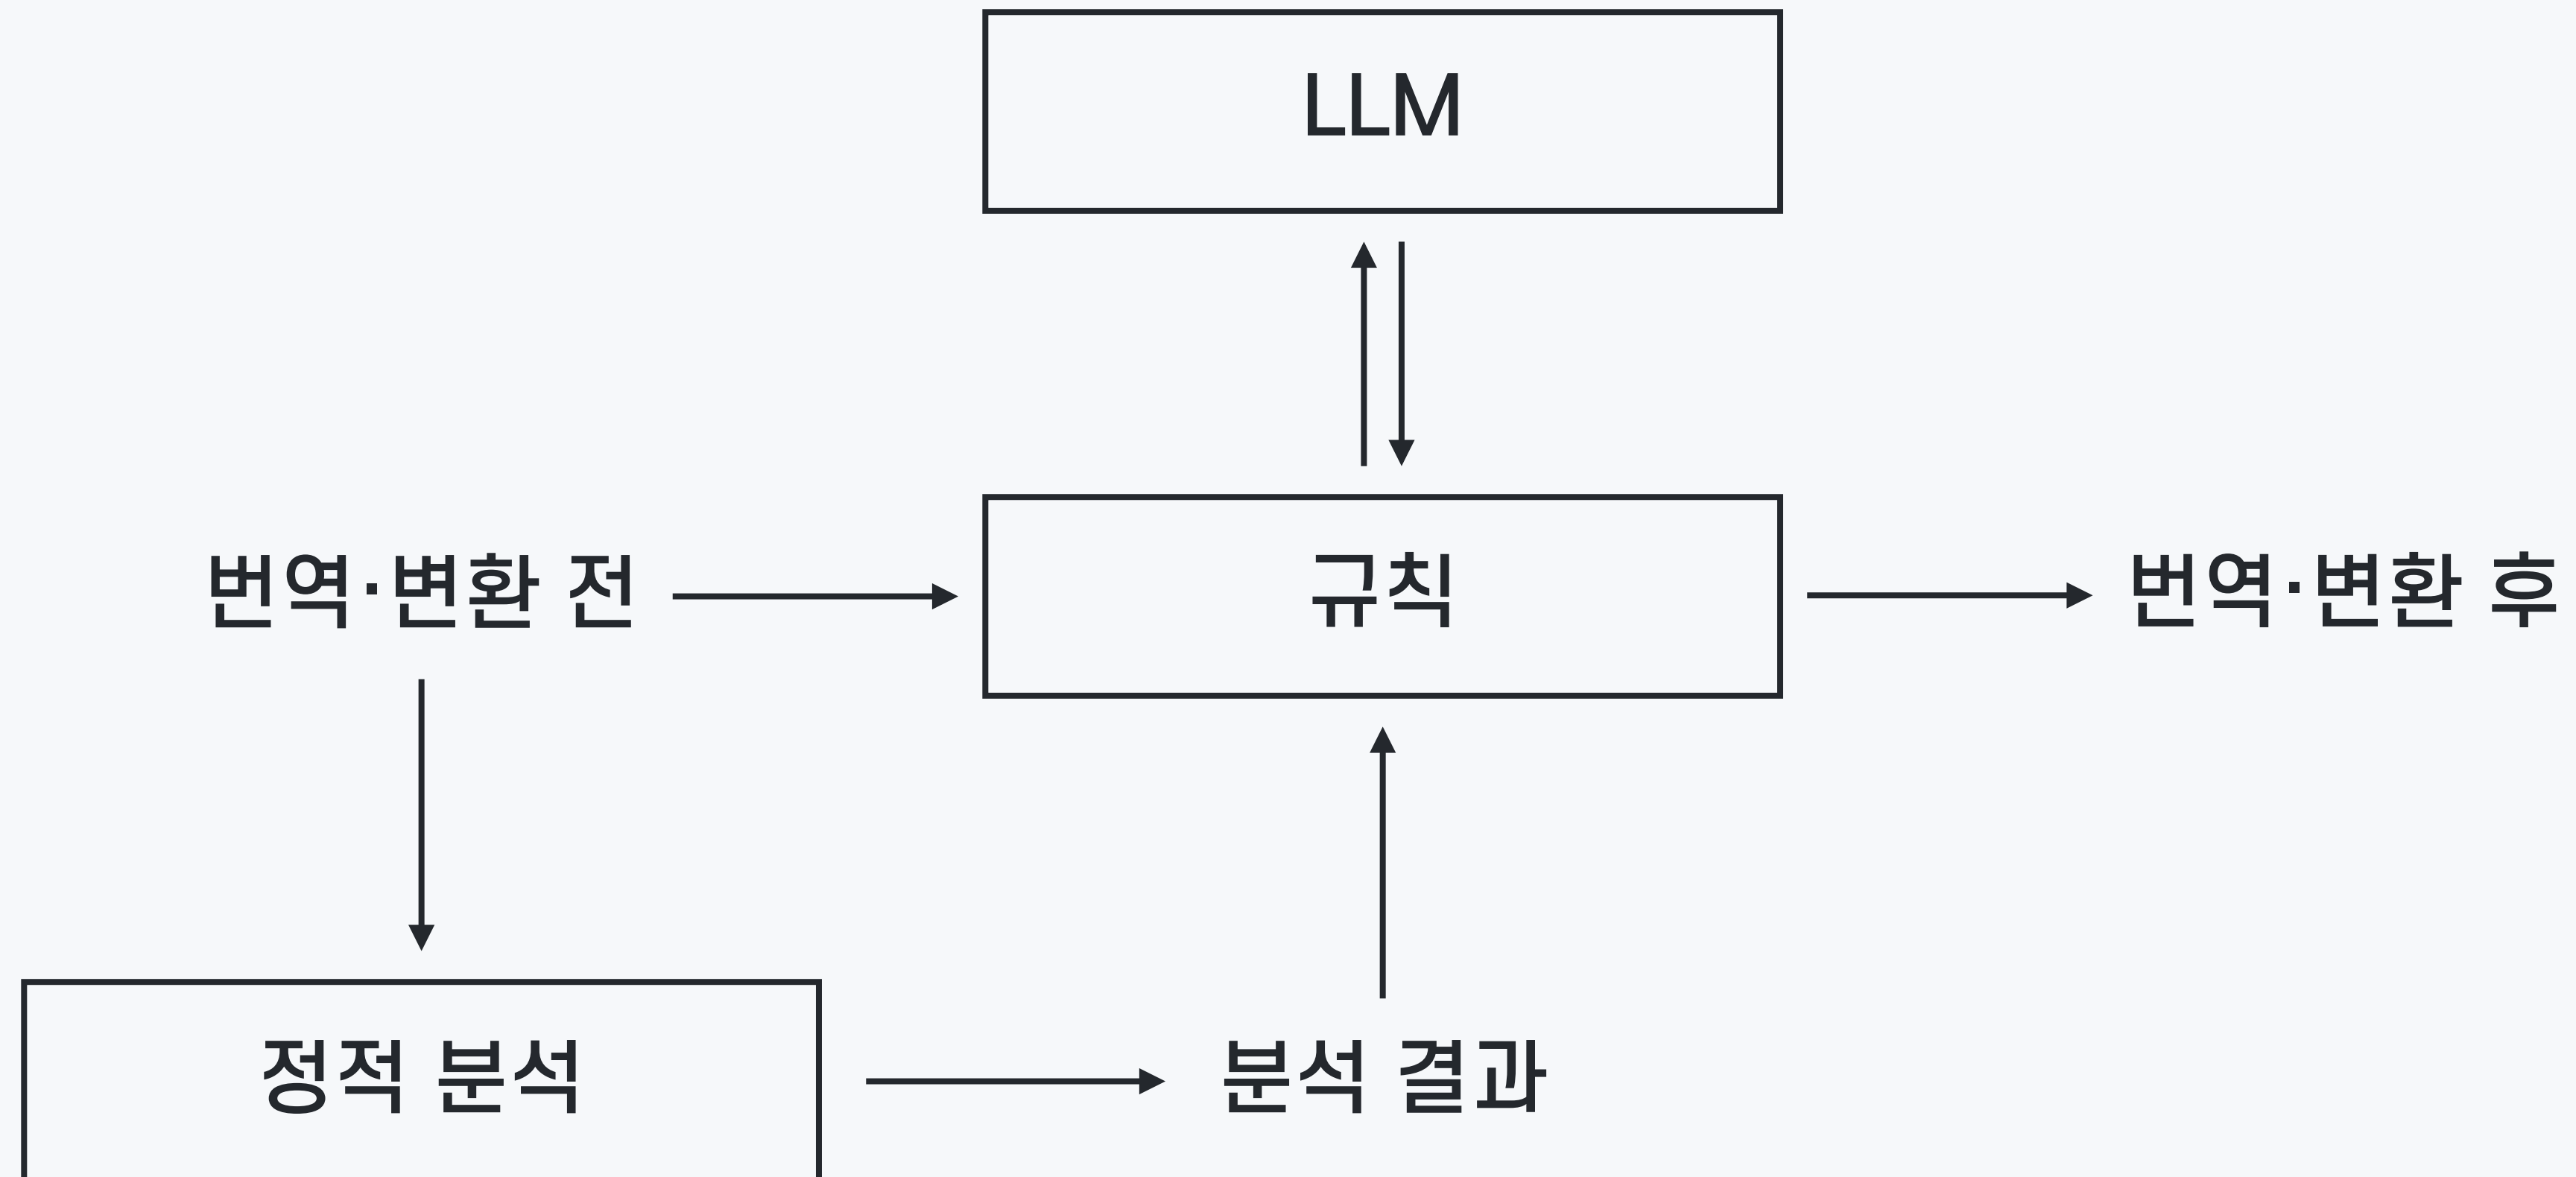 LLM
번역·변환 전
규칙
번역·변환 후
정적 분석
분석 결과